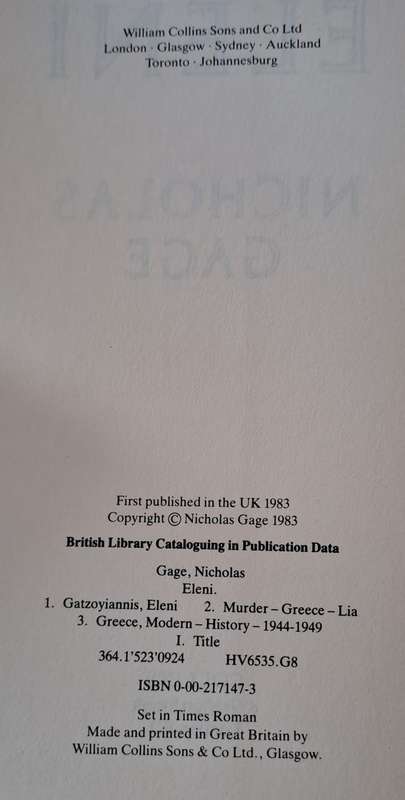 William Collins Sons and Co Ltd
London · Glasgow · Sydney · Auckland
Toronto · Johannesburg
ELENI
NICHOLAS
GAGE
First published in the UK 1983
Copyright © Nicholas Gage 1983
British Library Cataloguing in Publication Data
Gage, Nicholas
Eleni.
1. Gatzoyiannis, Eleni 2. Murder – Greece – Lia
3. Greece, Modern – History – 1944-1949
I. Title
364.1'523'0924 HV6535.G8
ISBN 0-00-217147-3
Set in Times Roman
Made and printed in Great Britain by
William Collins Sons & Co Ltd., Glasgow.